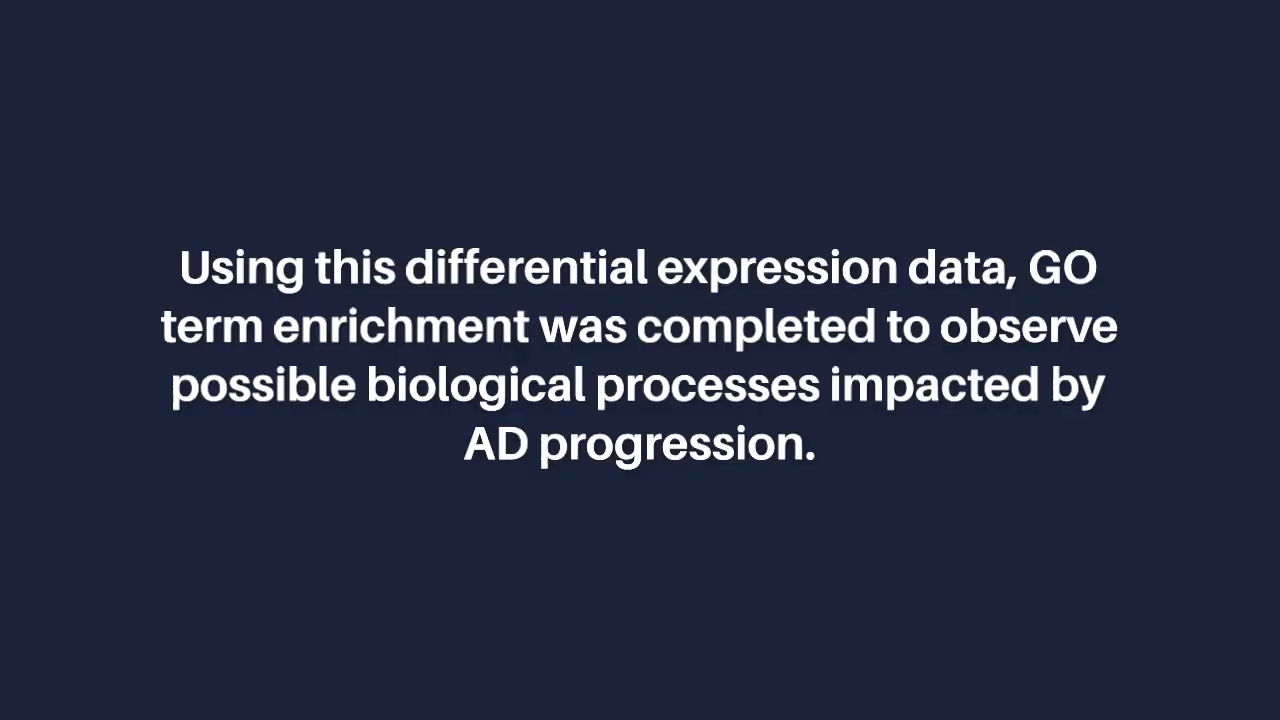 Using this differential expression data, GO
term enrichment was completed to observe
possible biological processes impacted by
AD progression.